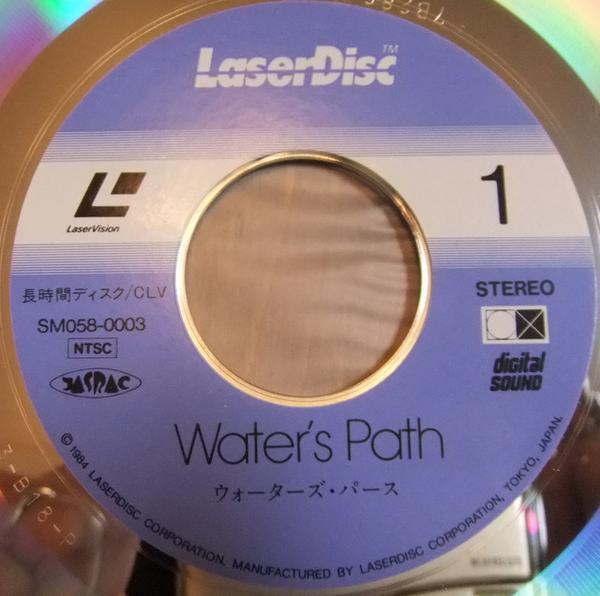 LaserDisc™
LaserVision
1
長時間ディスク/CLV
SM058-0003
NTSC
JASRAC
STEREO
digital
SOUND
Water's Path
ウォーターズ・パース
© 1984 LASERDISC CORPORATION. MANUFACTURED BY LASERDISC CORPORATION, TOKYO, JAPAN.